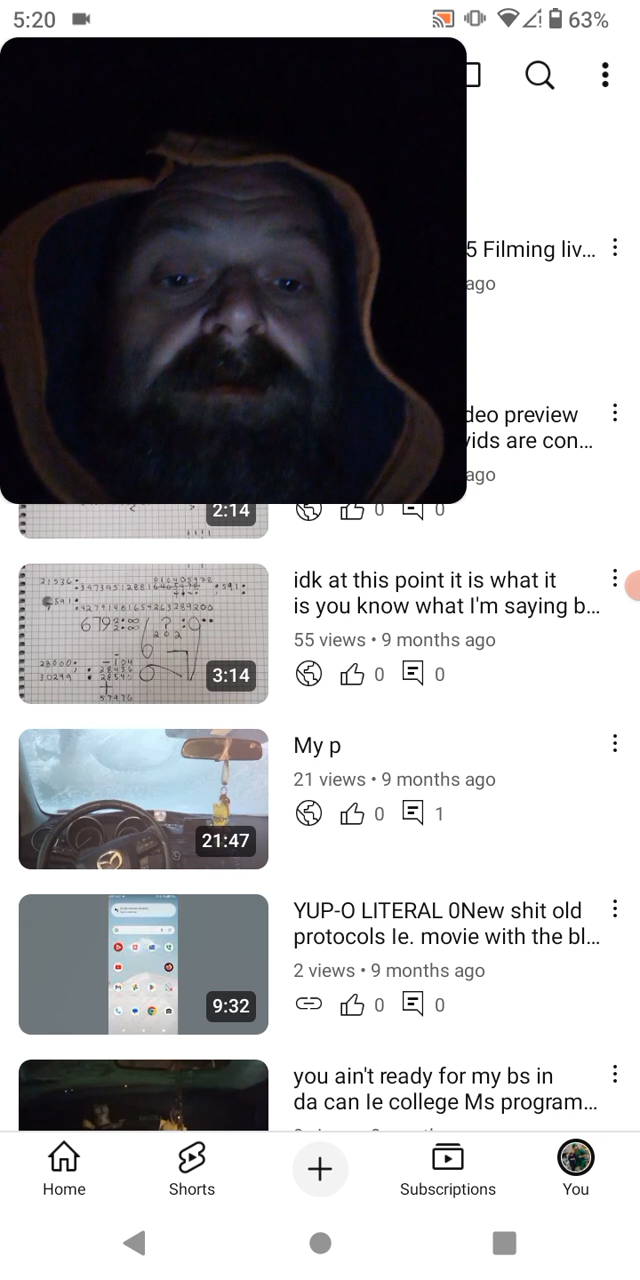 5:20
63%
5 Filming liv...
ago
deo preview
vids are con...
ago
2:14
0
0
idk at this point it is what it
is you know what I'm saying b...
55 views • 9 months ago
0
0
3:14
My p
21 views • 9 months ago
0
1
21:47
YUP-O LITERAL 0New shit old
protocols Ie. movie with the bl...
2 views • 9 months ago
0
0
9:32
you ain't ready for my bs in
da can Ie college Ms program...
Home
Shorts
Subscriptions
You